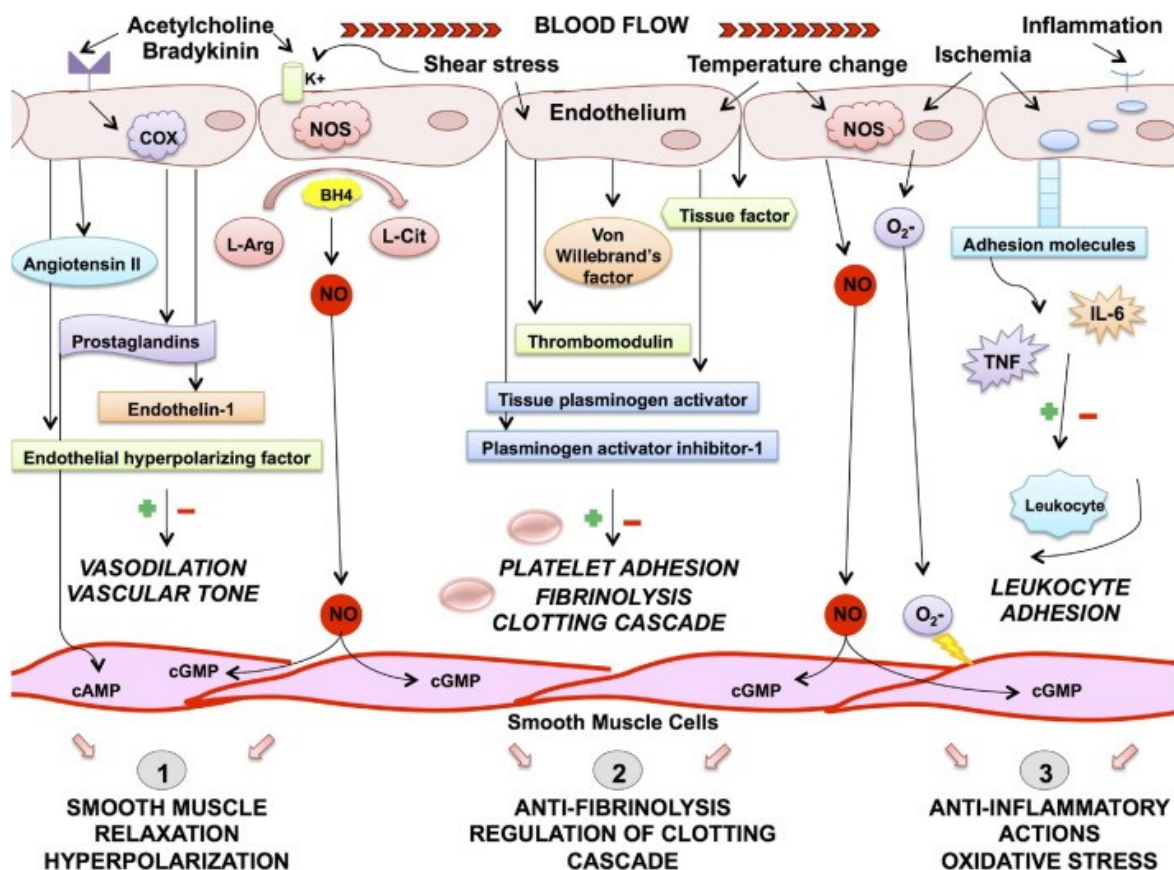 Acetylcholine
Bradykinin
BLOOD FLOW
Inflammation
K+
Shear stress
Temperature change
Ischemia
COX
NOS
Endothelium
NOS
BH4
L-Arg
L-Cit
Tissue factor
O₂-
Angiotensin II
Von
Willebrand's
factor
Adhesion molecules
NO
NO
IL-6
Prostaglandins
Thrombomodulin
TNF
Endothelin-1
Tissue plasminogen activator
Endothelial hyperpolarizing factor
Plasminogen activator inhibitor-1
Leukocyte
VASODILATION
VASCULAR TONE
PLATELET ADHESION
FIBRINOLYSIS
CLOTTING CASCADE
LEUKOCYTE
ADHESION
NO
NO
O₂-
cAMP
cGMP
cGMP
cGMP
cGMP
Smooth Muscle Cells
1
SMOOTH MUSCLE
RELAXATION
HYPERPOLARIZATION
2
ANTI-FIBRINOLYSIS
REGULATION OF CLOTTING
CASCADE
3
ANTI-INFLAMMATORY
ACTIONS
OXIDATIVE STRESS